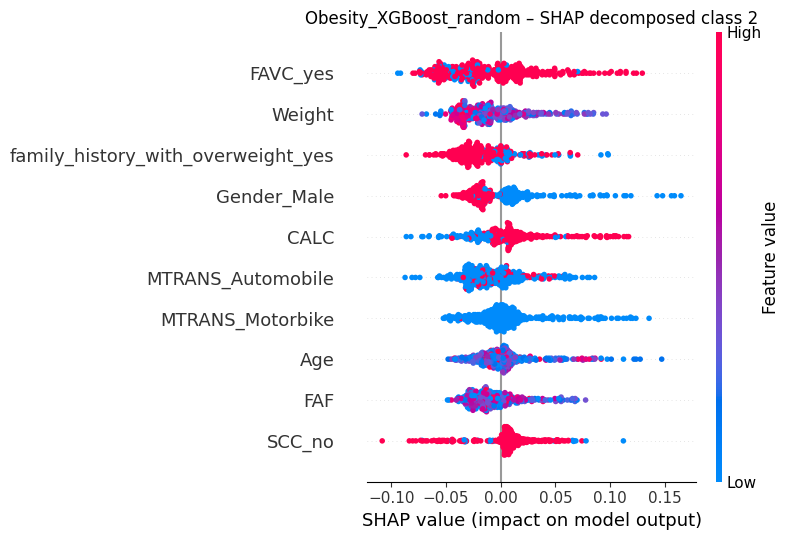 Obesity_XGBoost_random – SHAP decomposed class 2
High
FAVC_yes
Weight
family_history_with_overweight_yes
Gender_Male
CALC
MTRANS_Automobile
MTRANS_Motorbike
Age
FAF
SCC_no
Feature value
Low
−0.10 −0.05 0.00 0.05 0.10 0.15
SHAP value (impact on model output)